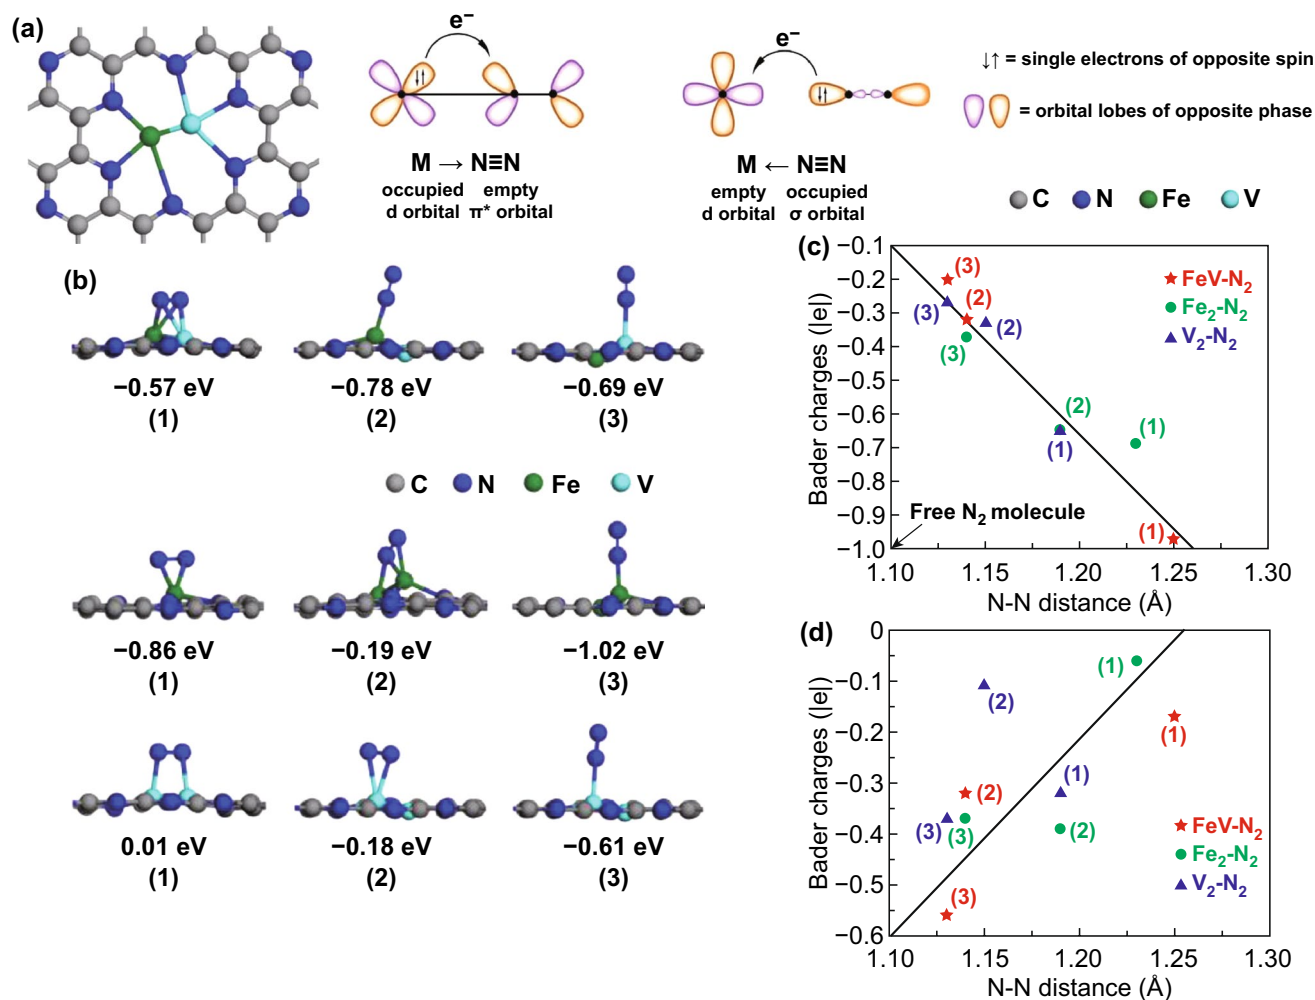 (a)
e⁻
e⁻
↓↑ = single electrons of opposite spin
= orbital lobes of opposite phase
M → N≡N
occupied empty
d orbital π* orbital
M ← N≡N
empty occupied
d orbital σ orbital
C N Fe V
(b)
−0.57 eV
(1)
−0.78 eV
(2)
−0.69 eV
(3)
C N Fe V
−0.86 eV
(1)
−0.19 eV
(2)
−1.02 eV
(3)
0.01 eV
(1)
−0.18 eV
(2)
−0.61 eV
(3)
(c)
Bader charges (|e|)
−0.1
−0.2
−0.3
−0.4
−0.5
−0.6
−0.7
−0.8
−0.9
−1.0
(3)
(2)
(3)
(2)
(3)
(2)
(1)
(1)
(1)
FeV-N₂
Fe₂-N₂
V₂-N₂
Free N₂ molecule
1.10 1.15 1.20 1.25 1.30
N-N distance (Å)
(d)
Bader charges (|e|)
0
−0.1
−0.2
−0.3
−0.4
−0.5
−0.6
(1)
(2)
(1)
(1)
(2)
(3)
(3)
(2)
(3)
FeV-N₂
Fe₂-N₂
V₂-N₂
1.10 1.15 1.20 1.25 1.30
N-N distance (Å)